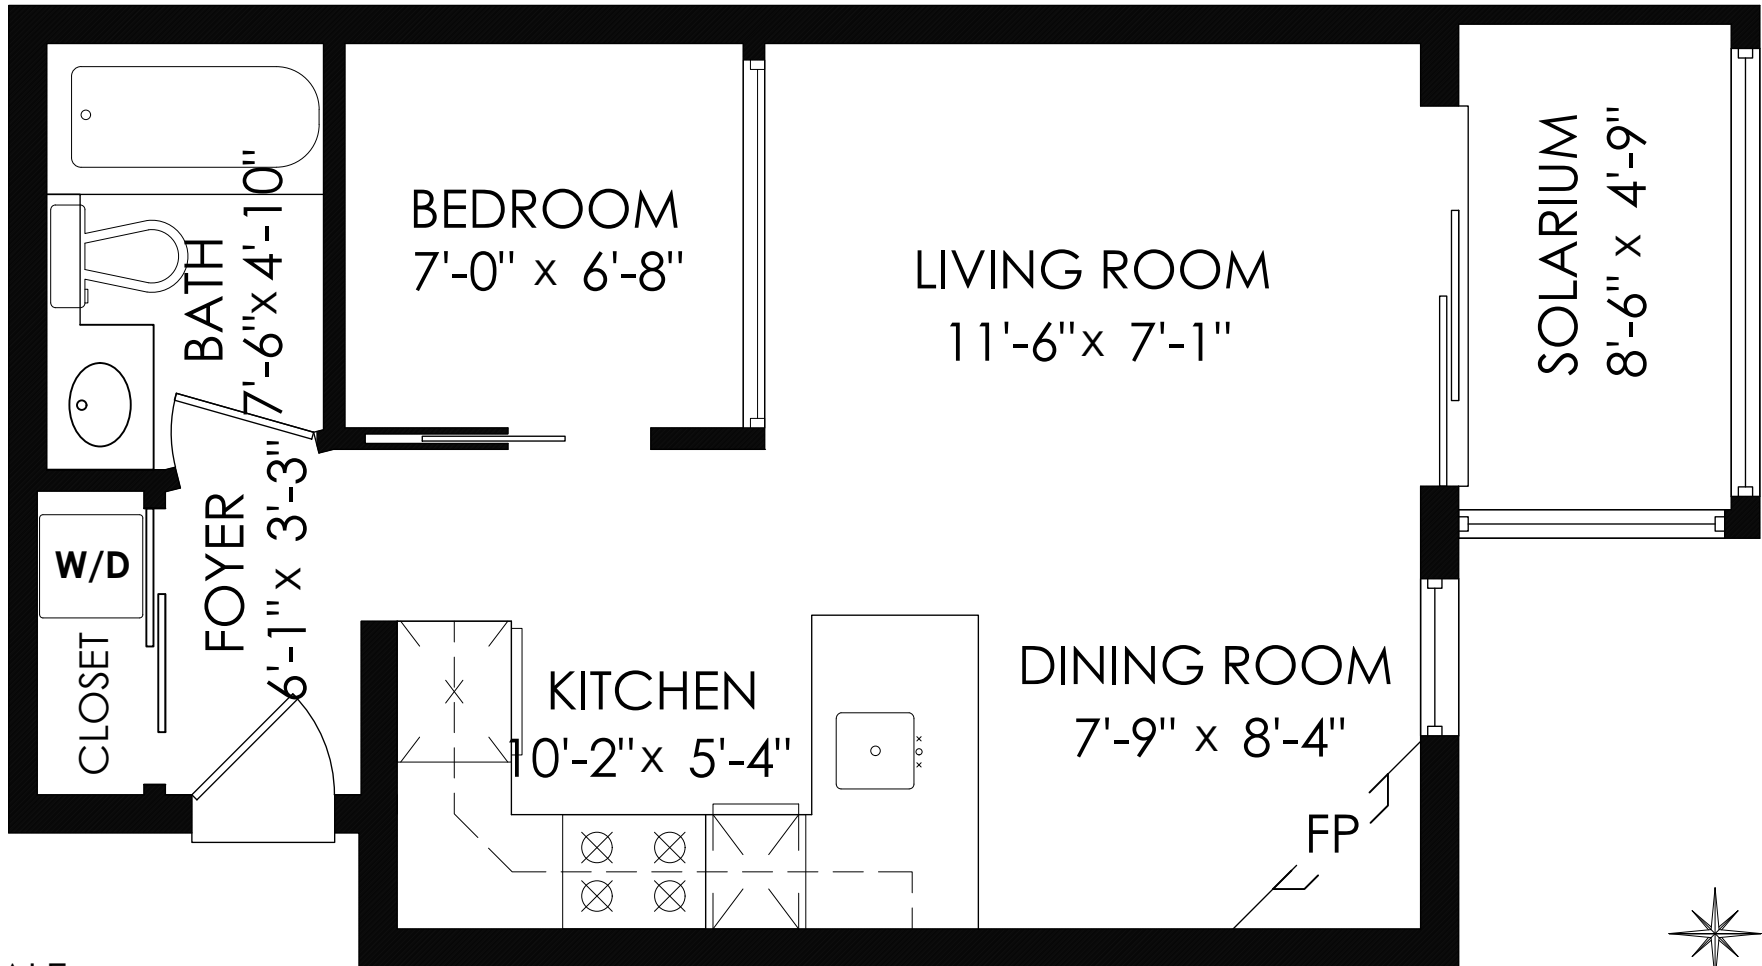 BEDROOM
7'-0" x 6'-8"
LIVING ROOM
11'-6" x 7'-1"
SOLARIUM
8'-6" x 4'-9"
BATH
7'-6" x 4'-10"
FOYER
6'-1" x 3'-3"
W/D
CLOSET
KITCHEN
10'-2" x 5'-4"
DINING ROOM
7'-9" x 8'-4"
FP